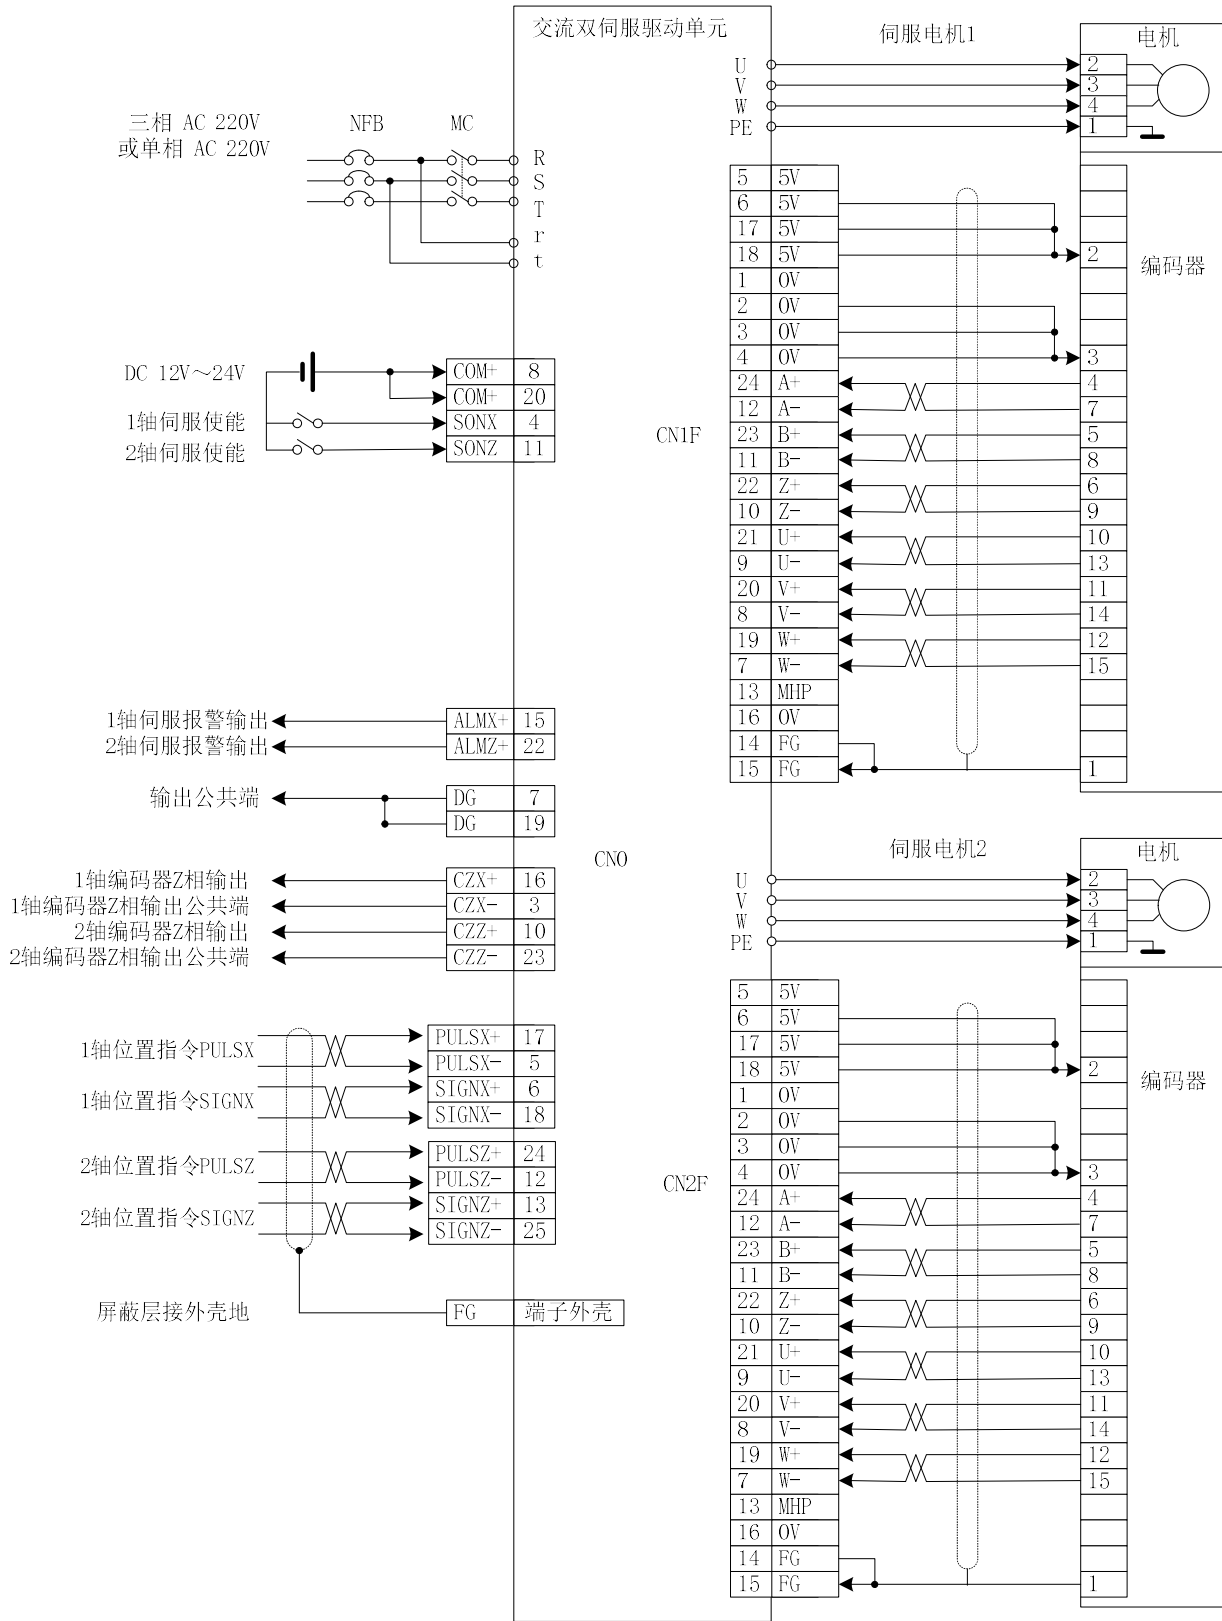 交流双伺服驱动单元
三相 AC 220V
或单相 AC 220V
NFB
MC
R
S
T
r
t
DC 12V～24V
1轴伺服使能
2轴伺服使能
COM+ 8
COM+ 20
SONX 4
SONZ 11
1轴伺服报警输出 ALMX+ 15
2轴伺服报警输出 ALMZ+ 22
输出公共端 DG 7
DG 19
CN0
1轴编码器Z相输出 CZX+ 16
1轴编码器Z相输出公共端 CZX- 3
2轴编码器Z相输出 CZZ+ 10
2轴编码器Z相输出公共端 CZZ- 23
1轴位置指令PULSX
PULSX+ 17
PULSX- 5
1轴位置指令SIGNX
SIGNX+ 6
SIGNX- 18
2轴位置指令PULSZ
PULSZ+ 24
PULSZ- 12
2轴位置指令SIGNZ
SIGNZ+ 13
SIGNZ- 25
屏蔽层接外壳地 FG 端子外壳
伺服电机1
电机
U 2
V 3
W 4
PE 1
CN1F
编码器
5 5V
6 5V
17 5V
18 5V 2
1 0V
2 0V
3 0V
4 0V 3
24 A+ 4
12 A- 7
23 B+ 5
11 B- 8
22 Z+ 6
10 Z- 9
21 U+ 10
9 U- 13
20 V+ 11
8 V- 14
19 W+ 12
7 W- 15
13 MHP
16 0V
14 FG
15 FG 1
伺服电机2
电机
U 2
V 3
W 4
PE 1
CN2F
编码器
5 5V
6 5V
17 5V
18 5V 2
1 0V
2 0V
3 0V
4 0V 3
24 A+ 4
12 A- 7
23 B+ 5
11 B- 8
22 Z+ 6
10 Z- 9
21 U+ 10
9 U- 13
20 V+ 11
8 V- 14
19 W+ 12
7 W- 15
13 MHP
16 0V
14 FG
15 FG 1